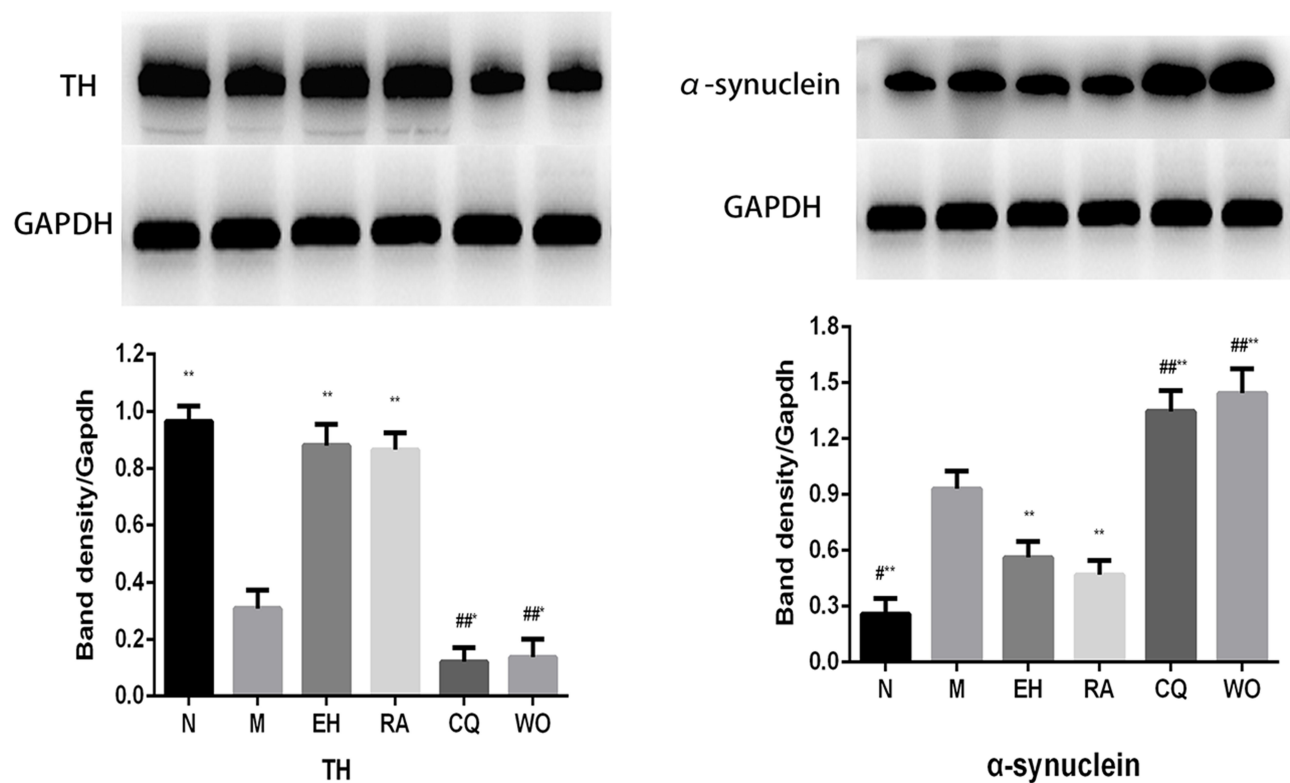 TH
GAPDH
1.2
1.0
0.8
0.6
0.4
0.2
0.0
Band density/Gapdh
**
**
**
##*
##*
N M EH RA CQ WO
TH
α-synuclein
GAPDH
1.8
1.5
1.2
0.9
0.6
0.3
0.0
Band density/Gapdh
#**
**
**
##**
##**
N M EH RA CQ WO
α-synuclein